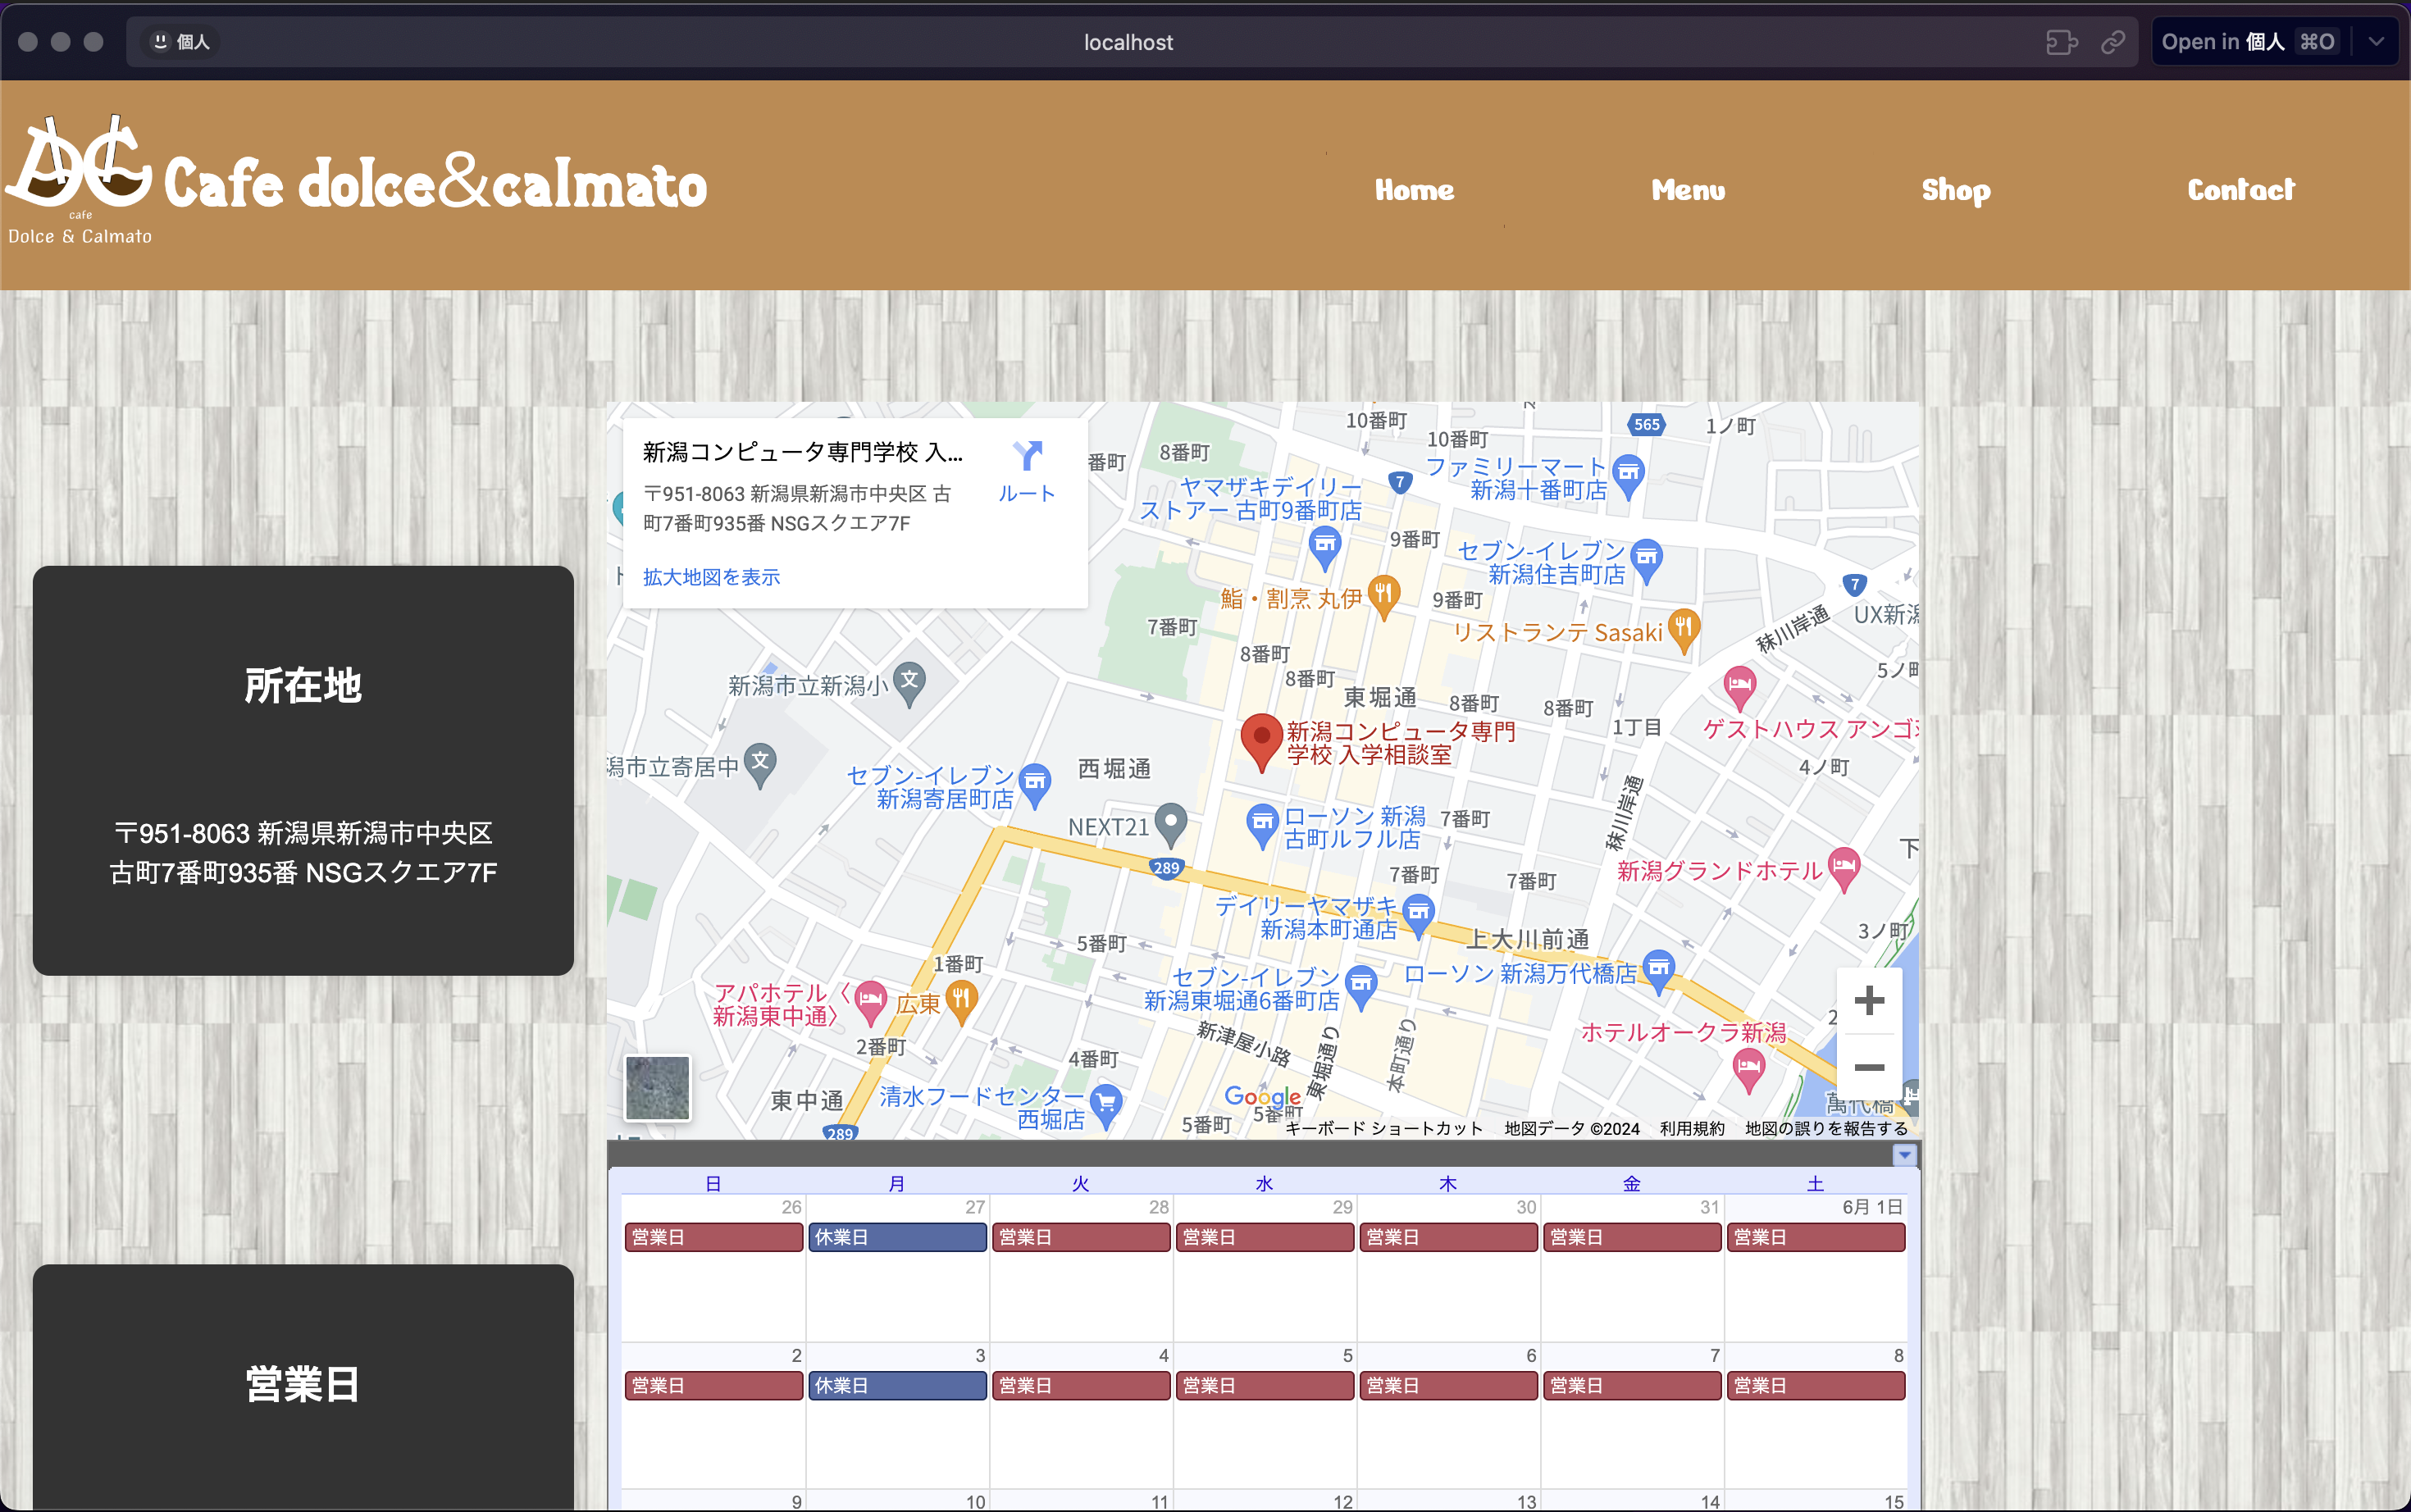 個人
localhost
Open in 個人 ⌘O
DC
cafe
Dolce & Calmato
Cafe dolce&calmato
Home
Menu
Shop
Contact
所在地
〒951-8063 新潟県新潟市中央区
古町7番町935番 NSGスクエア7F
営業日
新潟コンピュータ専門学校 入...
〒951-8063 新潟県新潟市中央区 古
町7番町935番 NSGスクエア7F
拡大地図を表示
ルート
10番町
10番町
565
1ノ町
番町
8番町
ファミリーマート
新潟十番町店
7
ヤマザキデイリー
ストアー 古町9番町店
9番町
セブン-イレブン
新潟住吉町店
7
鮨・割烹 丸伊
9番町
UX新潟
7番町
リストランテ Sasaki
秣川岸通
8番町
5ノ町
新潟市立新潟小
8番町
東堀通
8番町
8番町
1丁目
ゲストハウス アンゴ
新潟コンピュータ専門
学校 入学相談室
潟市立寄居中
西堀通
4ノ町
セブン-イレブン
新潟寄居町店
秣川岸通
NEXT21
ローソン 新潟
古町ルフル店
7番町
下
289
7番町
7番町
新潟グランドホテル
デイリーヤマザキ
新潟本町通店
3ノ町
5番町
上大川前通
1番町
セブン-イレブン
新潟東堀通6番町店
ローソン 新潟万代橋店
アパホテル〈
新潟東中通〉
広東
2
新津屋小路
東堀通り
本町通り
ホテルオークラ新潟
2番町
4番町
東中通
清水フードセンター
西堀店
Google
5番町
5番町
萬代橋
289
キーボード ショートカット 地図データ ©2024 利用規約 地図の誤りを報告する
日 月 火 水 木 金 土
26 27 28 29 30 31 6月 1日
営業日 休業日 営業日 営業日 営業日 営業日 営業日
2 3 4 5 6 7 8
営業日 休業日 営業日 営業日 営業日 営業日 営業日
9 10 11 12 13 14 15